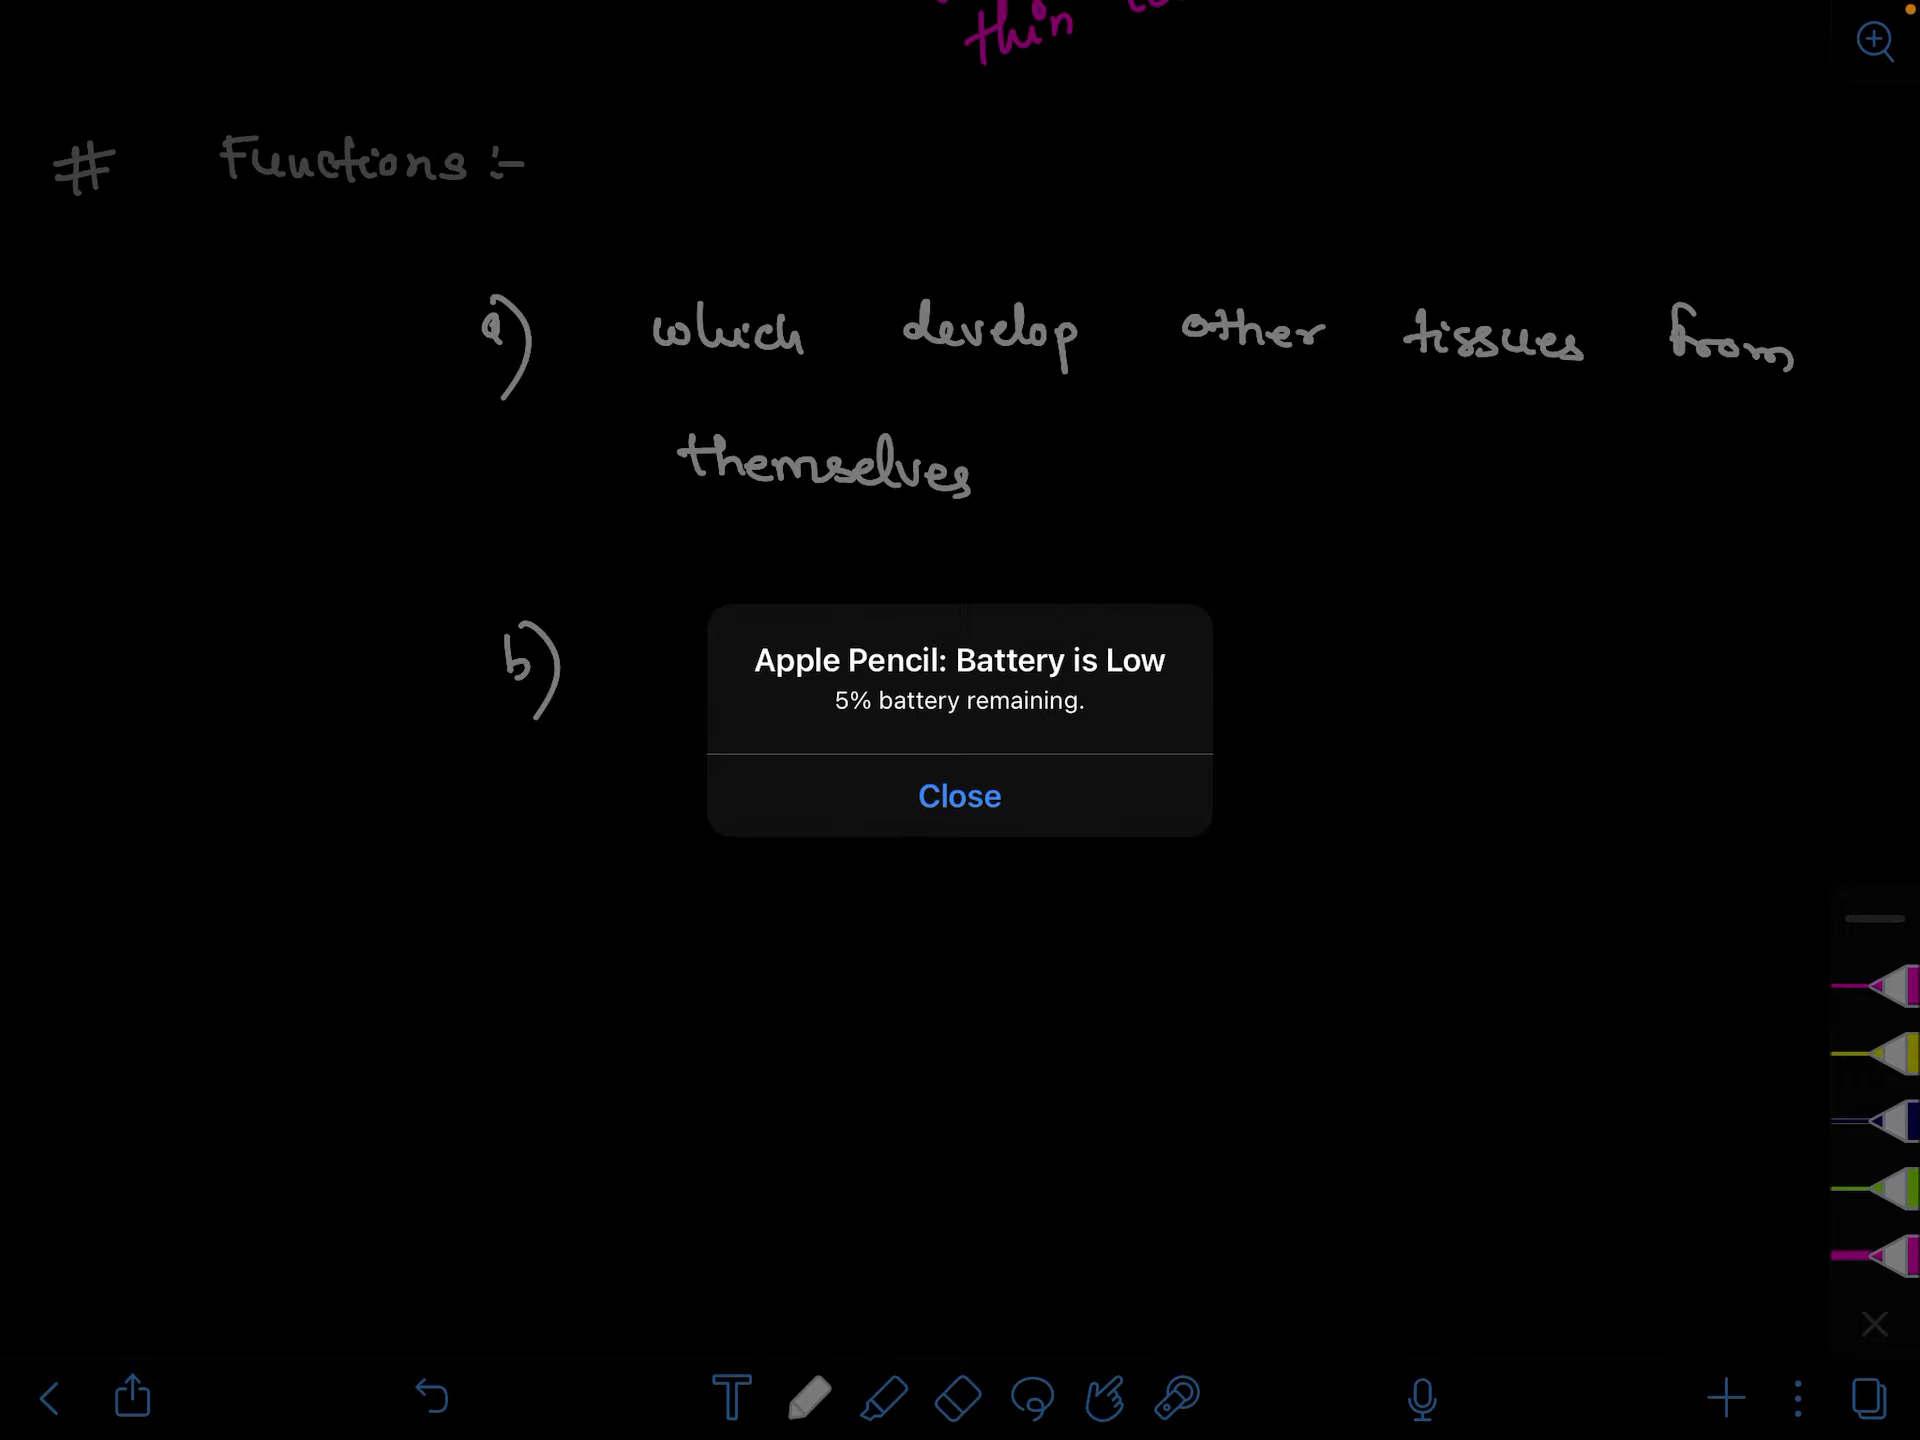 thin
# Functions :-
a) which develop other tissues from
themselves
b)
Apple Pencil: Battery is Low
5% battery remaining.
Close